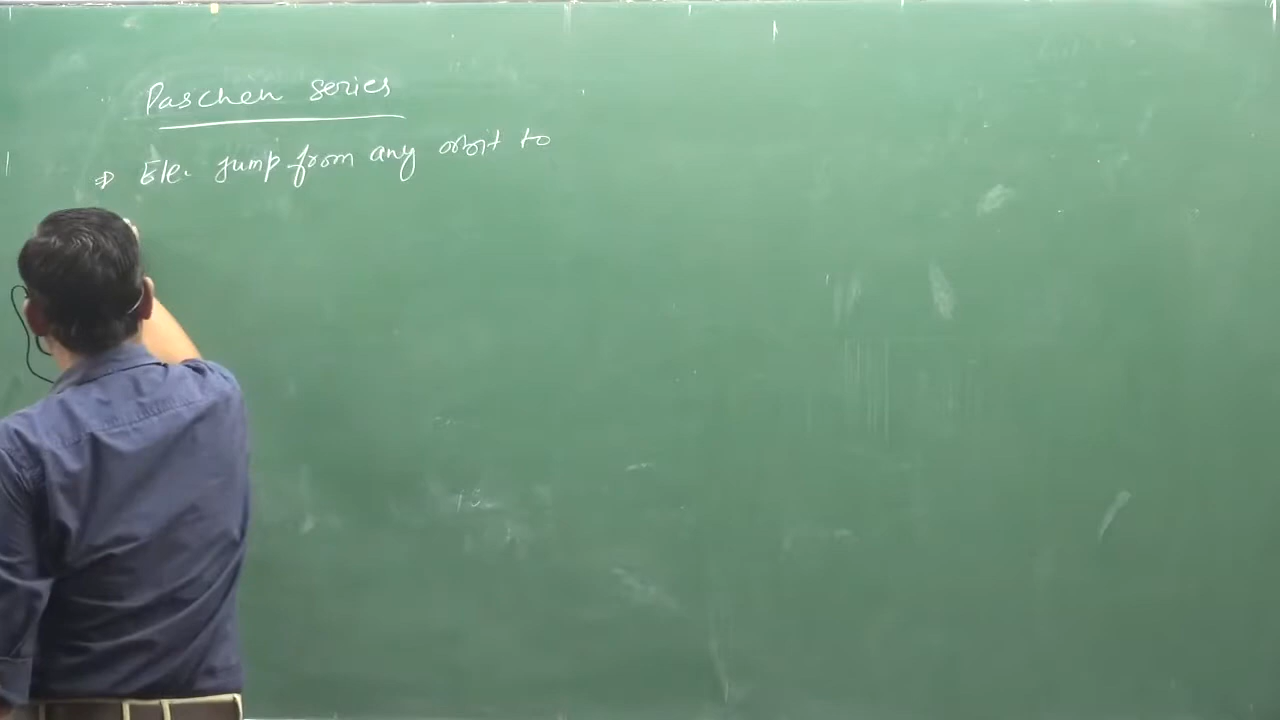 Paschen series
⇒ Ele. Jump from any orbit to